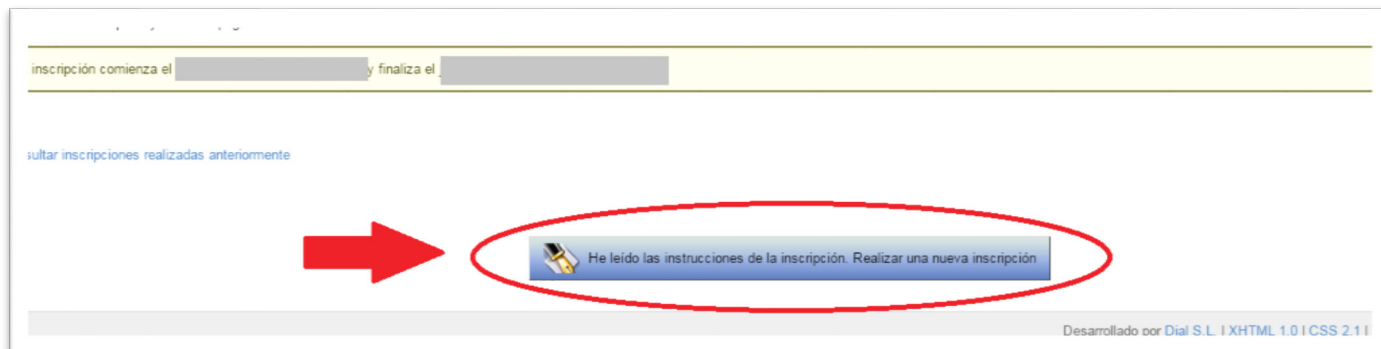 inscripción comienza el y finaliza el
sultar inscripciones realizadas anteriormente
He leído las instrucciones de la inscripción. Realizar una nueva inscripción
Desarrollado por Dial S.L. | XHTML 1.0 | CSS 2.1 |